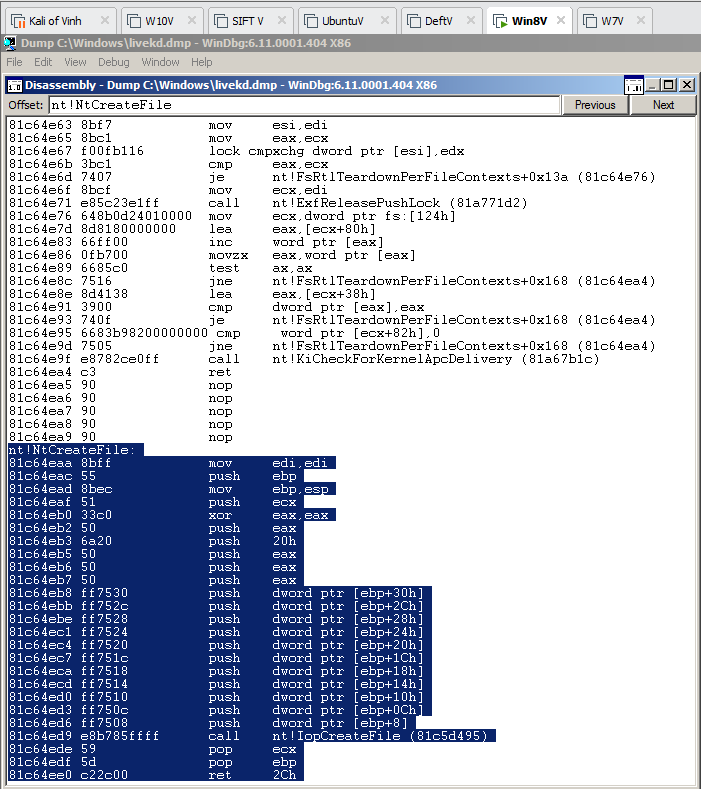 Kali of Vinh W10V SIFT V UbuntuV DeftV Win8V W7V
Dump C:\Windows\livekd.dmp - WinDbg:6.11.0001.404 X86
File Edit View Debug Window Help
Disassembly - Dump C:\Windows\livekd.dmp - WinDbg:6.11.0001.404 X86
Offset: nt!NtCreateFile Previous Next
81c64e63 8bf7 mov esi,edi
81c64e65 8bc1 mov eax,ecx
81c64e67 f00fb116 lock cmpxchg dword ptr [esi],edx
81c64e6b 3bc1 cmp eax,ecx
81c64e6d 7407 je nt!FsRtlTeardownPerFileContexts+0x13a (81c64e76)
81c64e6f 8bcf mov ecx,edi
81c64e71 e85c23e1ff call nt!ExfReleasePushLock (81a771d2)
81c64e76 648b0d24010000 mov ecx,dword ptr fs:[124h]
81c64e7d 8d8180000000 lea eax,[ecx+80h]
81c64e83 66ff00 inc word ptr [eax]
81c64e86 0fb700 movzx eax,word ptr [eax]
81c64e89 6685c0 test ax,ax
81c64e8c 7516 jne nt!FsRtlTeardownPerFileContexts+0x168 (81c64ea4)
81c64e8e 8d4138 lea eax,[ecx+38h]
81c64e91 3900 cmp dword ptr [eax],eax
81c64e93 740f je nt!FsRtlTeardownPerFileContexts+0x168 (81c64ea4)
81c64e95 6683b98200000000 cmp word ptr [ecx+82h],0
81c64e9d 7505 jne nt!FsRtlTeardownPerFileContexts+0x168 (81c64ea4)
81c64e9f e8782ce0ff call nt!KiCheckForKernelApcDelivery (81a67b1c)
81c64ea4 c3 ret
81c64ea5 90 nop
81c64ea6 90 nop
81c64ea7 90 nop
81c64ea8 90 nop
81c64ea9 90 nop
nt!NtCreateFile:
81c64eaa 8bff mov edi,edi
81c64eac 55 push ebp
81c64ead 8bec mov ebp,esp
81c64eaf 51 push ecx
81c64eb0 33c0 xor eax,eax
81c64eb2 50 push eax
81c64eb3 6a20 push 20h
81c64eb5 50 push eax
81c64eb6 50 push eax
81c64eb7 50 push eax
81c64eb8 ff7530 push dword ptr [ebp+30h]
81c64ebb ff752c push dword ptr [ebp+2Ch]
81c64ebe ff7528 push dword ptr [ebp+28h]
81c64ec1 ff7524 push dword ptr [ebp+24h]
81c64ec4 ff7520 push dword ptr [ebp+20h]
81c64ec7 ff751c push dword ptr [ebp+1Ch]
81c64eca ff7518 push dword ptr [ebp+18h]
81c64ecd ff7514 push dword ptr [ebp+14h]
81c64ed0 ff7510 push dword ptr [ebp+10h]
81c64ed3 ff750c push dword ptr [ebp+0Ch]
81c64ed6 ff7508 push dword ptr [ebp+8]
81c64ed9 e8b785ffff call nt!IopCreateFile (81c5d495)
81c64ede 59 pop ecx
81c64edf 5d pop ebp
81c64ee0 c22c00 ret 2Ch